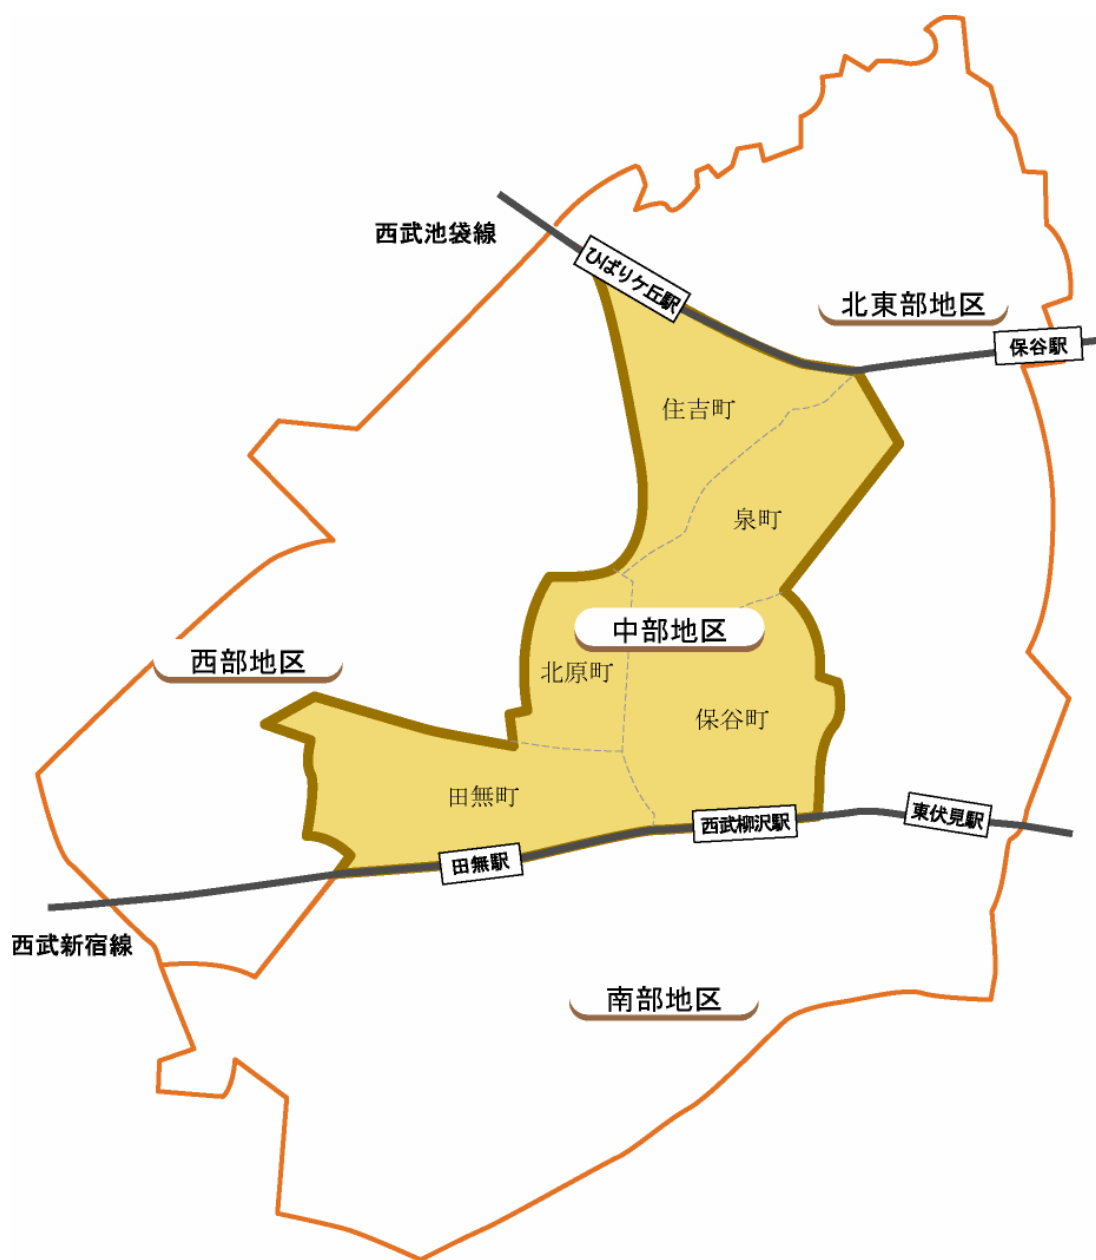 西武池袋線
ひばりケ丘駅
北東部地区
保谷駅
住吉町
泉町
中部地区
西部地区
北原町
保谷町
田無町
東伏見駅
西武柳沢駅
田無駅
西武新宿線
南部地区